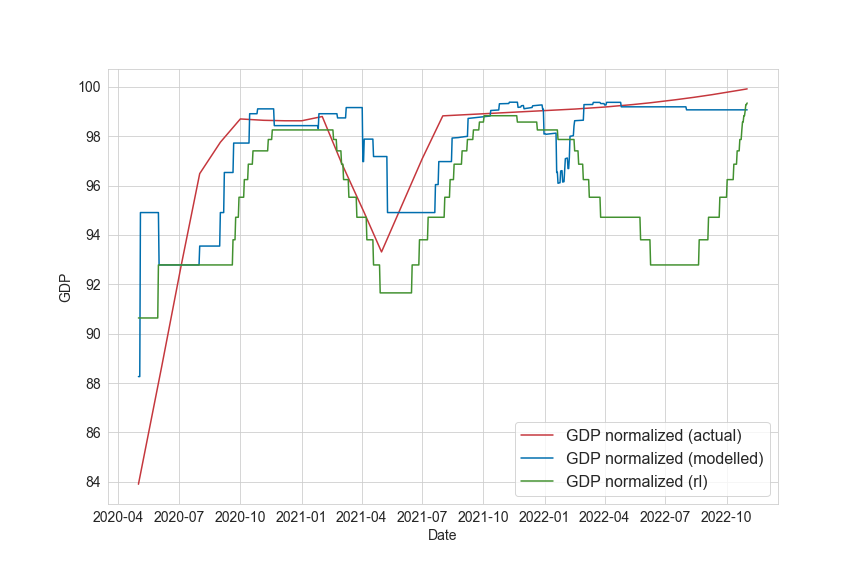 100
98
96
94
92
90
88
86
84
GDP
GDP normalized (actual)
GDP normalized (modelled)
GDP normalized (rl)
2020-04 2020-07 2020-10 2021-01 2021-04 2021-07 2021-10 2022-01 2022-04 2022-07 2022-10
Date